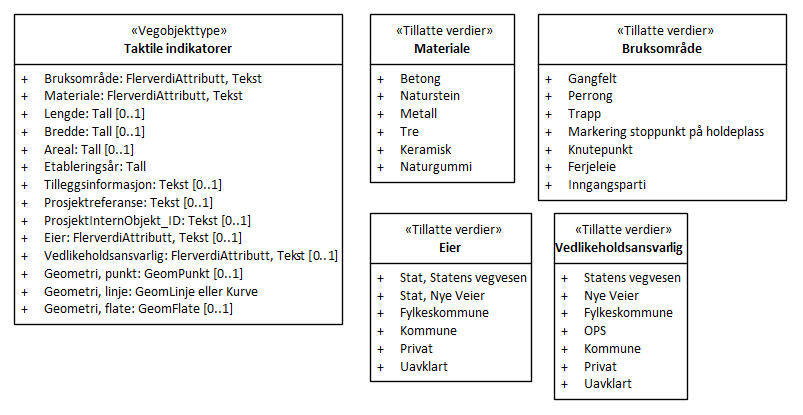 «Vegobjekttype»
Taktile indikatorer
+ Bruksområde: FlerverdiAttributt, Tekst
+ Materiale: FlerverdiAttributt, Tekst
+ Lengde: Tall [0..1]
+ Bredde: Tall [0..1]
+ Areal: Tall [0..1]
+ Etableringsår: Tall
+ Tilleggsinformasjon: Tekst [0..1]
+ Prosjektreferanse: Tekst [0..1]
+ ProsjektInternObjekt_ID: Tekst [0..1]
+ Eier: FlerverdiAttributt, Tekst [0..1]
+ Vedlikeholdsansvarlig: FlerverdiAttributt, Tekst [0..1]
+ Geometri, punkt: GeomPunkt [0..1]
+ Geometri, linje: GeomLinje eller Kurve
+ Geometri, flate: GeomFlate [0..1]
«Tillatte verdier»
Materiale
+ Betong
+ Naturstein
+ Metall
+ Tre
+ Keramisk
+ Naturgummi
«Tillatte verdier»
Bruksområde
+ Gangfelt
+ Perrong
+ Trapp
+ Markering stoppunkt på holdeplass
+ Knutepunkt
+ Ferjeleie
+ Inngangsparti
«Tillatte verdier»
Eier
+ Stat, Statens vegvesen
+ Stat, Nye Veier
+ Fylkeskommune
+ Kommune
+ Privat
+ Uavklart
«Tillatte verdier»
Vedlikeholdsansvarlig
+ Statens vegvesen
+ Nye Veier
+ Fylkeskommune
+ OPS
+ Kommune
+ Privat
+ Uavklart